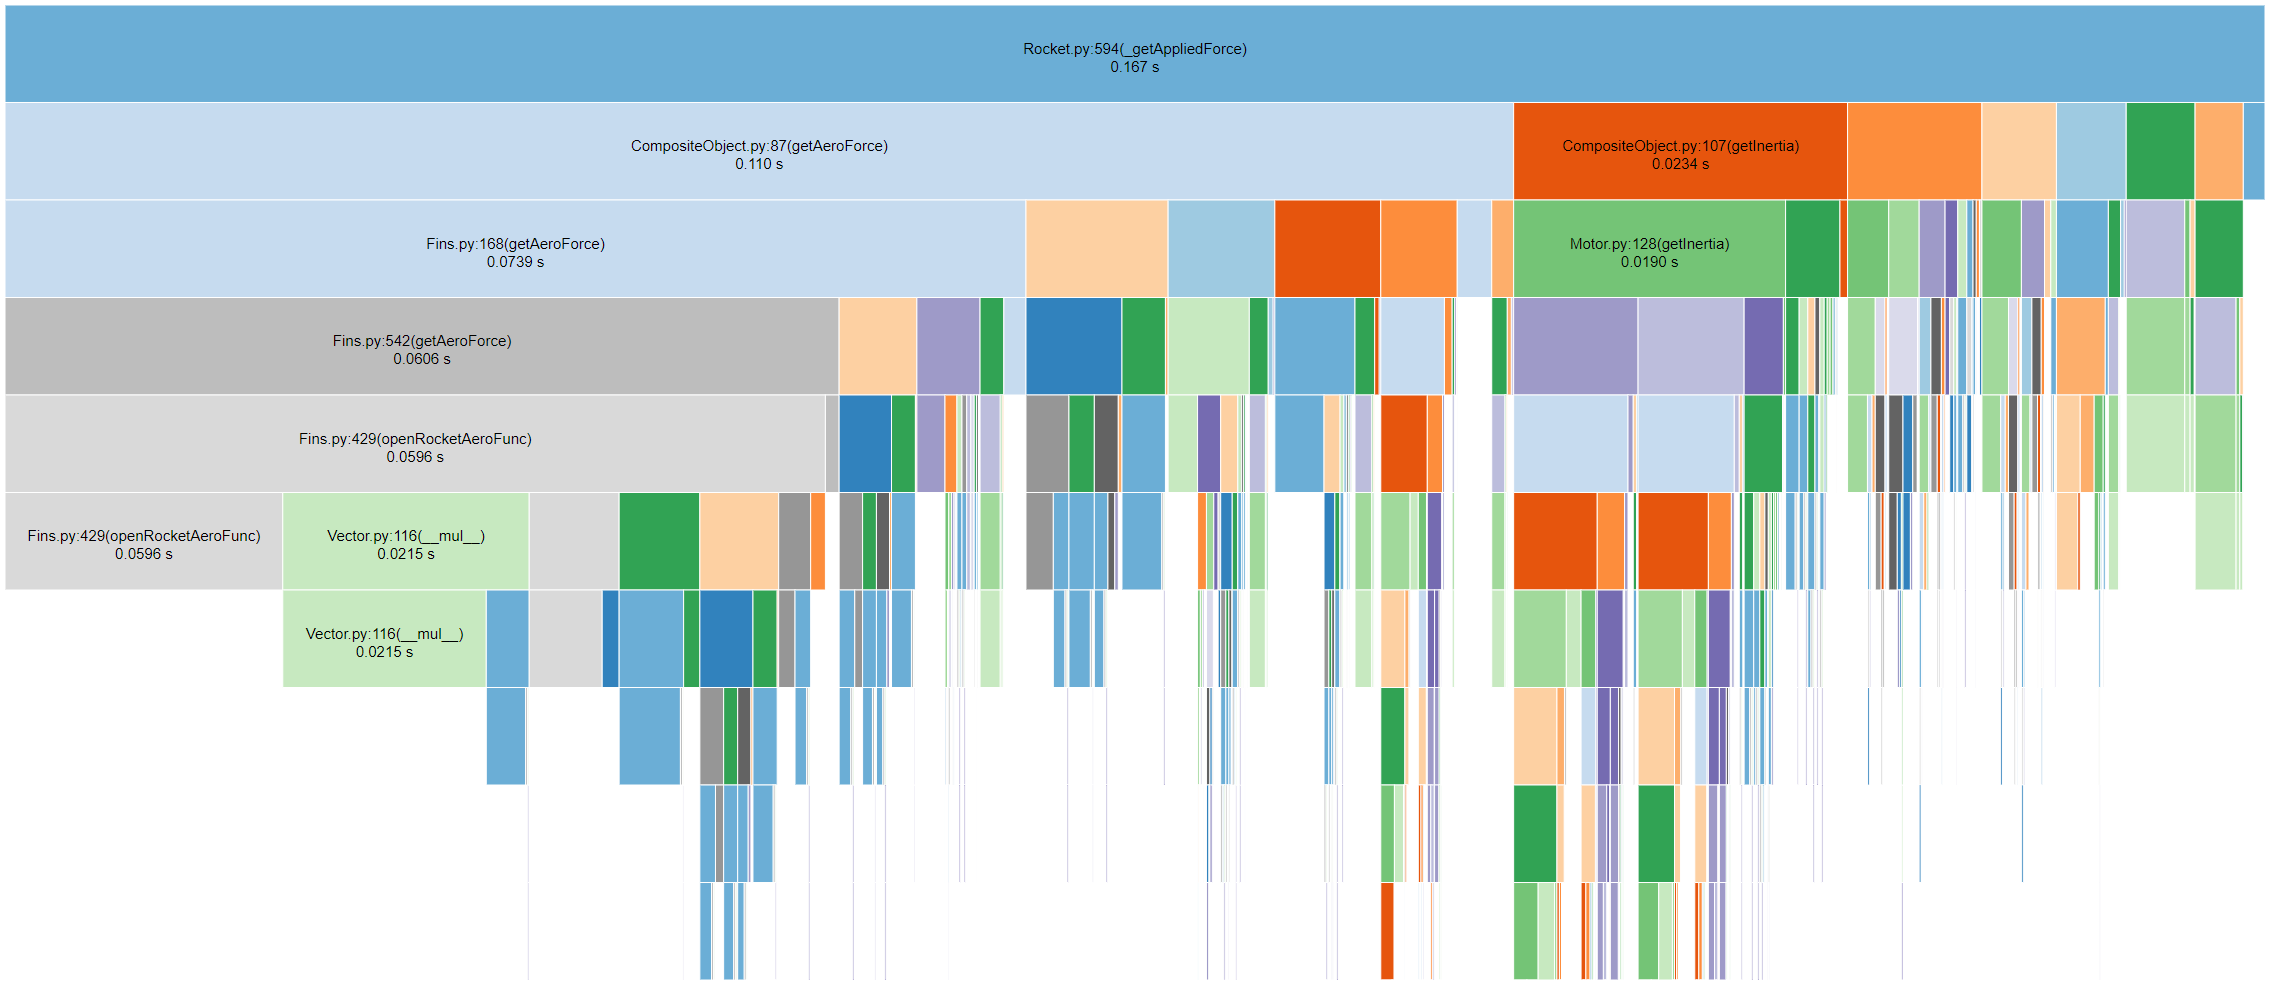 Rocket.py:594(_getAppliedForce)
0.167 s
CompositeObject.py:87(getAeroForce)
0.110 s
CompositeObject.py:107(getInertia)
0.0234 s
Fins.py:168(getAeroForce)
0.0739 s
Motor.py:128(getInertia)
0.0190 s
Fins.py:542(getAeroForce)
0.0606 s
Fins.py:429(openRocketAeroFunc)
0.0596 s
Fins.py:429(openRocketAeroFunc)
0.0596 s
Vector.py:116(__mul__)
0.0215 s
Vector.py:116(__mul__)
0.0215 s